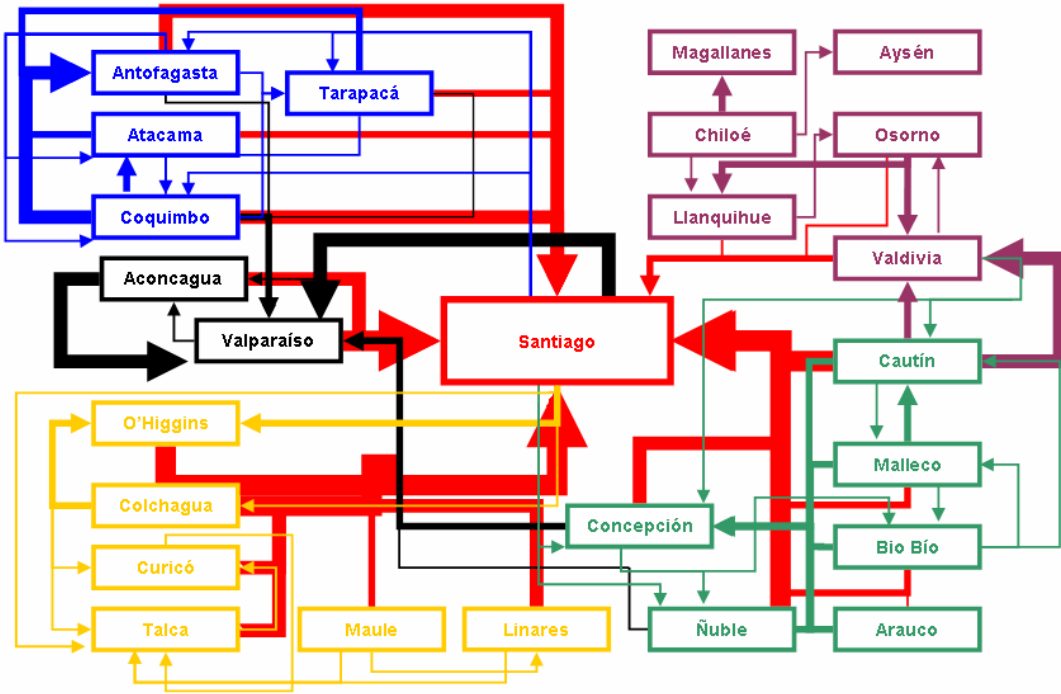 Magallanes
Aysén
Antofagasta
Tarapacá
Atacama
Chiloé
Osorno
Coquimbo
Llanquihue
Valdivia
Aconcagua
Valparaíso
Santiago
Cautín
O'Higgins
Malleco
Colchagua
Concepción
Bio Bío
Curicó
Talca
Maule
Linares
Ñuble
Arauco